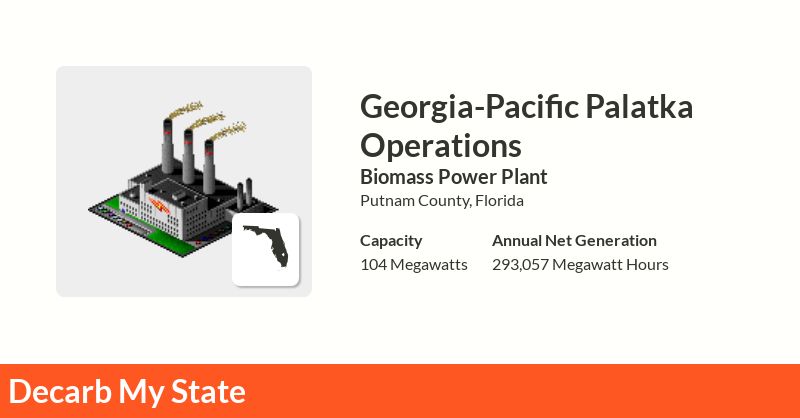 Georgia-Pacific Palatka
Operations
Biomass Power Plant
Putnam County, Florida
Capacity
Annual Net Generation
104 Megawatts
293,057 Megawatt Hours
Decarb My State